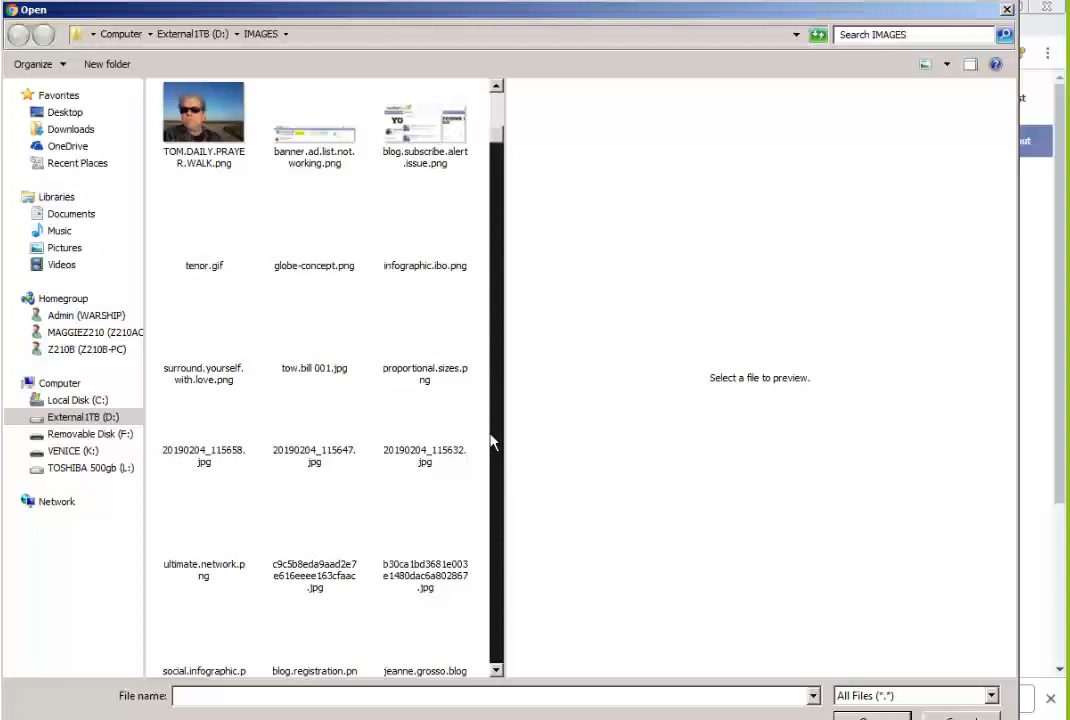 Open
Computer External1TB (D:) IMAGES Search IMAGES
Organize New folder
Favorites
Desktop
Downloads
OneDrive
Recent Places
Libraries
Documents
Music
Pictures
Videos
Homegroup
Admin (WARSHIP)
MAGGIEZ210 (Z210AC
Z210B (Z210B-PC)
Computer
Local Disk (C:)
External1TB (D:)
Removable Disk (F:)
VENICE (K:)
TOSHIBA 500gb (L:)
Network
TOM.DAILY.PRAYE
R.WALK.png
banner.ad.list.not.
working.png
blog.subscribe.alert
.issue.png
tenor.gif
globe-concept.png
infographic.ibo.png
surround.yourself.
with.love.png
tow.bill 001.jpg
proportional.sizes.p
ng
20190204_115658.
jpg
20190204_115647.
jpg
20190204_115632.
jpg
ultimate.network.p
ng
c9c5b8eda9aad2e7
e616eeee163cfaac
.jpg
b30ca1bd3681e003
e1480dac6a802867
.jpg
social.infographic.p
blog.registration.pn
jeanne.grosso.blog
Select a file to preview.
File name:
All Files (*.*)